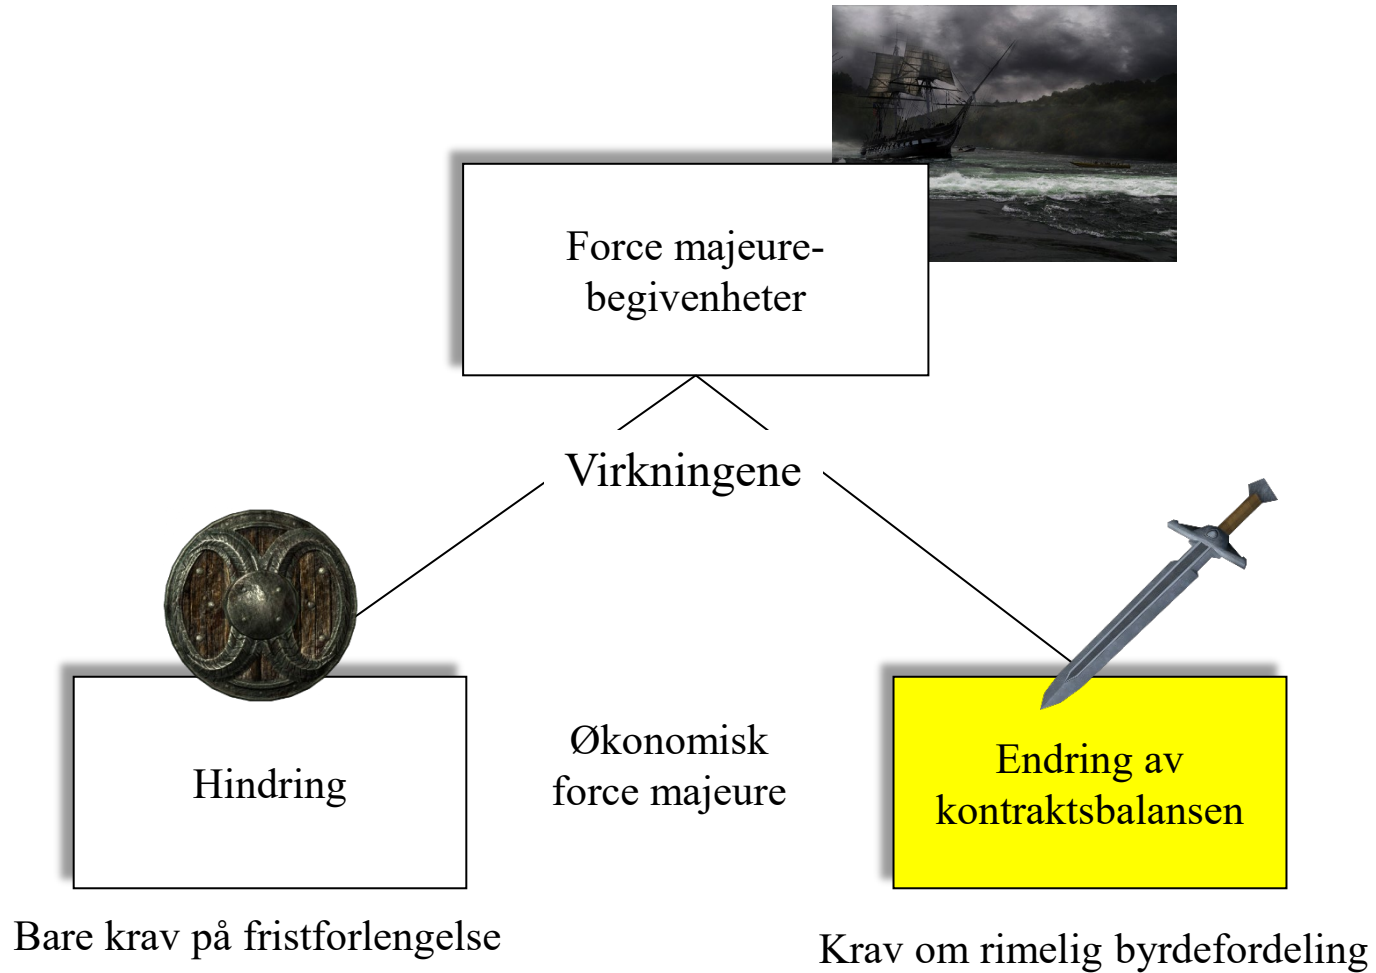 Force majeure-
begivenheter
Virkningene
Hindring
Økonomisk
force majeure
Endring av
kontraktsbalansen
Bare krav på fristforlengelse
Krav om rimelig byrdefordeling